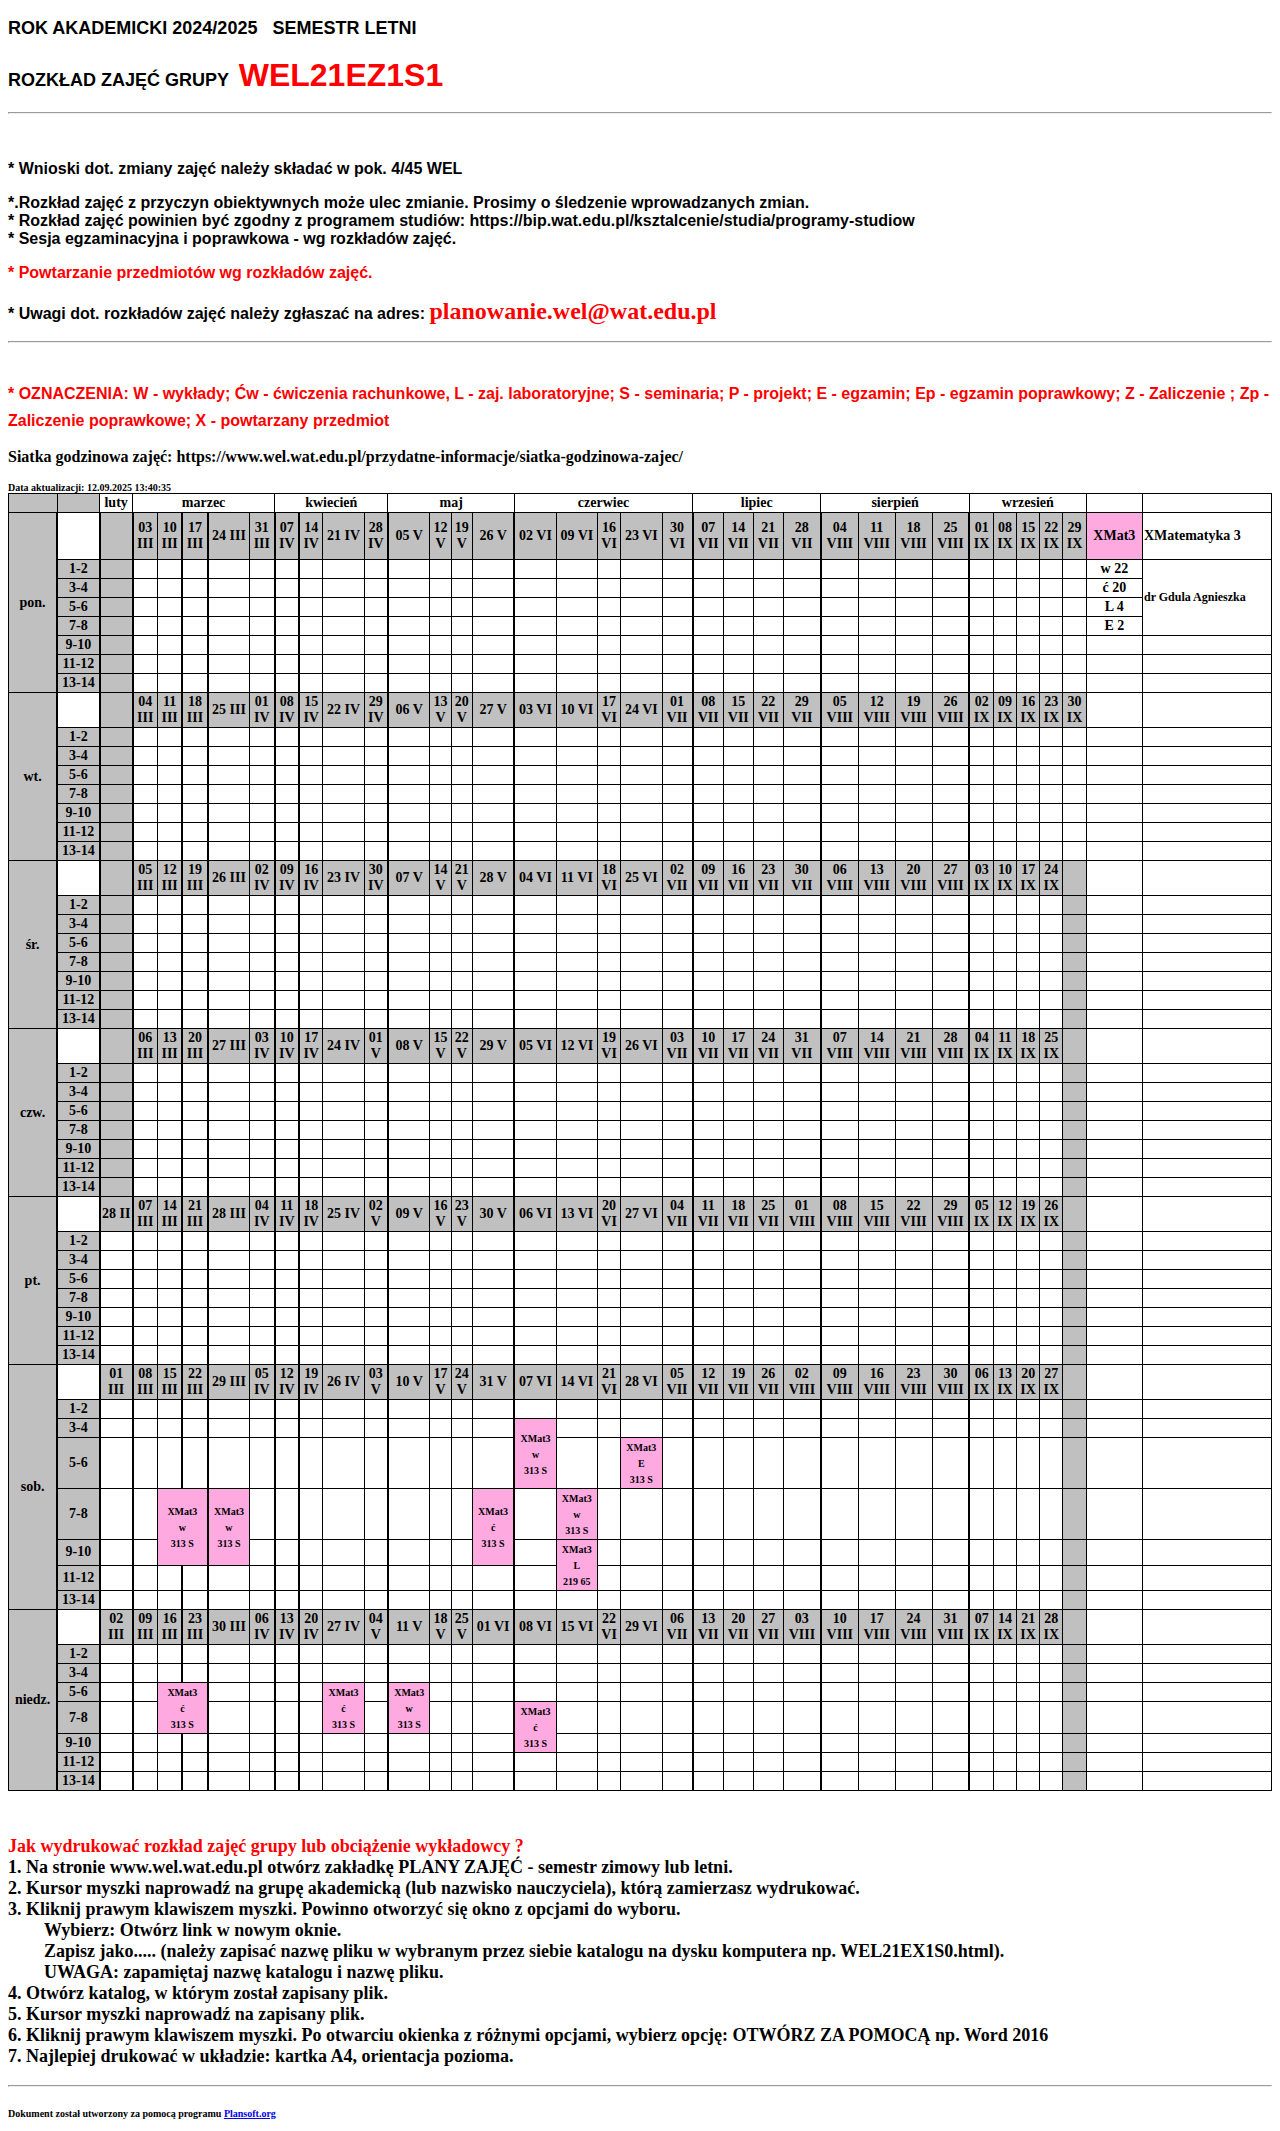 ROK AKADEMICKI 2024/2025 SEMESTR LETNI
ROZKŁAD ZAJĘĆ GRUPY WEL21EZ1S1
* Wnioski dot. zmiany zajęć należy składać w pok. 4/45 WEL
*.Rozkład zajęć z przyczyn obiektywnych może ulec zmianie. Prosimy o śledzenie wprowadzanych zmian.
* Rozkład zajęć powinien być zgodny z programem studiów: https://bip.wat.edu.pl/ksztalcenie/studia/programy-studiow
* Sesja egzaminacyjna i poprawkowa - wg rozkładów zajęć.
* Powtarzanie przedmiotów wg rozkładów zajęć.
* Uwagi dot. rozkładów zajęć należy zgłaszać na adres: planowanie.wel@wat.edu.pl
* OZNACZENIA: W - wykłady; Ćw - ćwiczenia rachunkowe, L - zaj. laboratoryjne; S - seminaria; P - projekt; E - egzamin; Ep - egzamin poprawkowy; Z - Zaliczenie ; Zp -
Zaliczenie poprawkowe; X - powtarzany przedmiot
Siatka godzinowa zajęć: https://www.wel.wat.edu.pl/przydatne-informacje/siatka-godzinowa-zajec/
Data aktualizacji: 12.09.2025 13:40:35
luty marzec kwiecień maj czerwiec lipiec sierpień wrzesień
pon. 03 III 10 III 17 III 24 III 31 III 07 IV 14 IV 21 IV 28 IV 05 V 12 V 19 V 26 V 02 VI 09 VI 16 VI 23 VI 30 VI 07 VII 14 VII 21 VII 28 VII 04 VIII 11 VIII 18 VIII 25 VIII 01 IX 08 IX 15 IX 22 IX 29 IX XMat3 XMatematyka 3
1-2 w 22
3-4 ć 20
dr Gdula Agnieszka
5-6 L 4
7-8 E 2
9-10
11-12
13-14
wt. 04 III 11 III 18 III 25 III 01 IV 08 IV 15 IV 22 IV 29 IV 06 V 13 V 20 V 27 V 03 VI 10 VI 17 VI 24 VI 01 VII 08 VII 15 VII 22 VII 29 VII 05 VIII 12 VIII 19 VIII 26 VIII 02 IX 09 IX 16 IX 23 IX 30 IX
1-2
3-4
5-6
7-8
9-10
11-12
13-14
śr. 05 III 12 III 19 III 26 III 02 IV 09 IV 16 IV 23 IV 30 IV 07 V 14 V 21 V 28 V 04 VI 11 VI 18 VI 25 VI 02 VII 09 VII 16 VII 23 VII 30 VII 06 VIII 13 VIII 20 VIII 27 VIII 03 IX 10 IX 17 IX 24 IX
1-2
3-4
5-6
7-8
9-10
11-12
13-14
czw. 06 III 13 III 20 III 27 III 03 IV 10 IV 17 IV 24 IV 01 V 08 V 15 V 22 V 29 V 05 VI 12 VI 19 VI 26 VI 03 VII 10 VII 17 VII 24 VII 31 VII 07 VIII 14 VIII 21 VIII 28 VIII 04 IX 11 IX 18 IX 25 IX
1-2
3-4
5-6
7-8
9-10
11-12
13-14
pt. 28 II 07 III 14 III 21 III 28 III 04 IV 11 IV 18 IV 25 IV 02 V 09 V 16 V 23 V 30 V 06 VI 13 VI 20 VI 27 VI 04 VII 11 VII 18 VII 25 VII 01 VIII 08 VIII 15 VIII 22 VIII 29 VIII 05 IX 12 IX 19 IX 26 IX
1-2
3-4
5-6
7-8
9-10
11-12
13-14
sob. 01 III 08 III 15 III 22 III 29 III 05 IV 12 IV 19 IV 26 IV 03 V 10 V 17 V 24 V 31 V 07 VI 14 VI 21 VI 28 VI 05 VII 12 VII 19 VII 26 VII 02 VIII 09 VIII 16 VIII 23 VIII 30 VIII 06 IX 13 IX 20 IX 27 IX
1-2
3-4 XMat3 w 313 S
5-6 XMat3 E 313 S
7-8 XMat3 w 313 S XMat3 w 313 S XMat3 ć 313 S XMat3 w 313 S
9-10 XMat3 L 219 65
11-12
13-14
niedz. 02 III 09 III 16 III 23 III 30 III 06 IV 13 IV 20 IV 27 IV 04 V 11 V 18 V 25 V 01 VI 08 VI 15 VI 22 VI 29 VI 06 VII 13 VII 20 VII 27 VII 03 VIII 10 VIII 17 VIII 24 VIII 31 VIII 07 IX 14 IX 21 IX 28 IX
1-2
3-4
5-6 XMat3 ć 313 S XMat3 ć 313 S XMat3 w 313 S
7-8 XMat3 ć 313 S
9-10
11-12
13-14
Jak wydrukować rozkład zajęć grupy lub obciążenie wykładowcy ?
1. Na stronie www.wel.wat.edu.pl otwórz zakładkę PLANY ZAJĘĆ - semestr zimowy lub letni.
2. Kursor myszki naprowadź na grupę akademicką (lub nazwisko nauczyciela), którą zamierzasz wydrukować.
3. Kliknij prawym klawiszem myszki. Powinno otworzyć się okno z opcjami do wyboru.
Wybierz: Otwórz link w nowym oknie.
Zapisz jako..... (należy zapisać nazwę pliku w wybranym przez siebie katalogu na dysku komputera np. WEL21EX1S0.html).
UWAGA: zapamiętaj nazwę katalogu i nazwę pliku.
4. Otwórz katalog, w którym został zapisany plik.
5. Kursor myszki naprowadź na zapisany plik.
6. Kliknij prawym klawiszem myszki. Po otwarciu okienka z różnymi opcjami, wybierz opcję: OTWÓRZ ZA POMOCĄ np. Word 2016
7. Najlepiej drukować w układzie: kartka A4, orientacja pozioma.
Dokument został utworzony za pomocą programu Plansoft.org